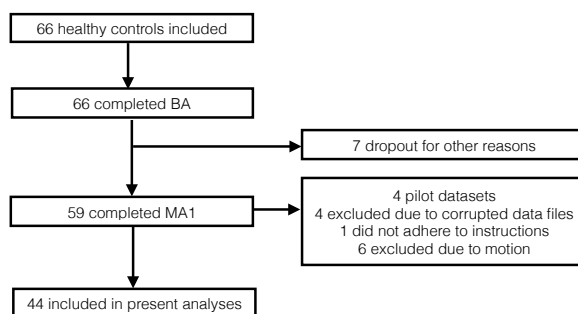 66 healthy controls included
66 completed BA
7 dropout for other reasons
59 completed MA1
4 pilot datasets
4 excluded due to corrupted data files
1 did not adhere to instructions
6 excluded due to motion
44 included in present analyses